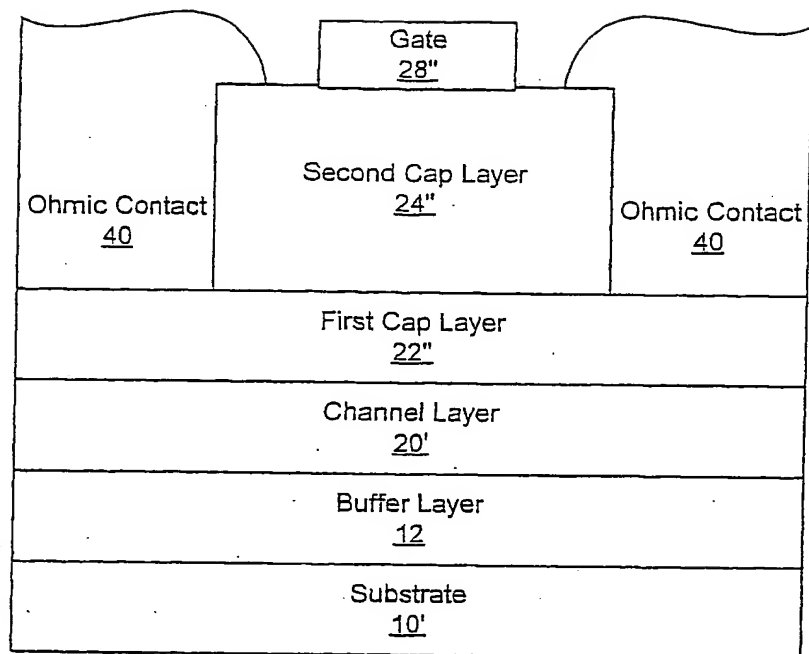 Gate
28"
Second Cap Layer
24"
Ohmic Contact
40
Ohmic Contact
40
First Cap Layer
22"
Channel Layer
20'
Buffer Layer
12
Substrate
10'